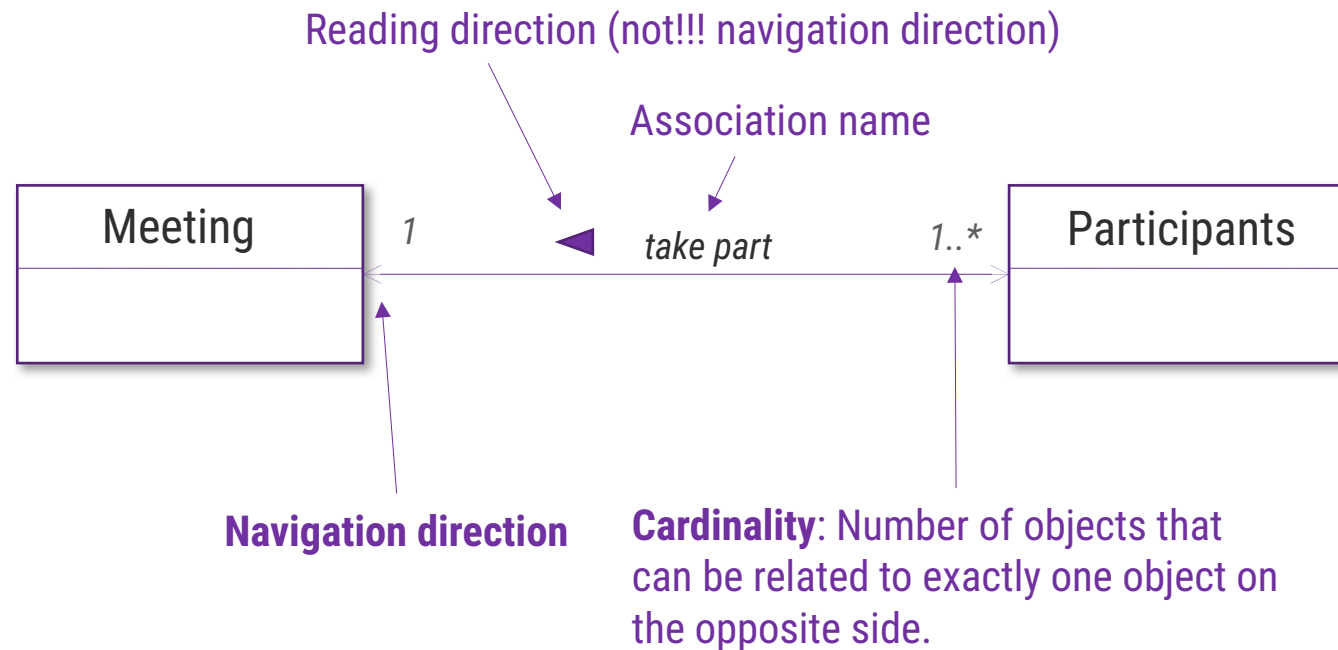 Reading direction (not!!! navigation direction)
Association name
Meeting
1
take part
1..*
Participants
Navigation direction
Cardinality: Number of objects that
can be related to exactly one object on
the opposite side.